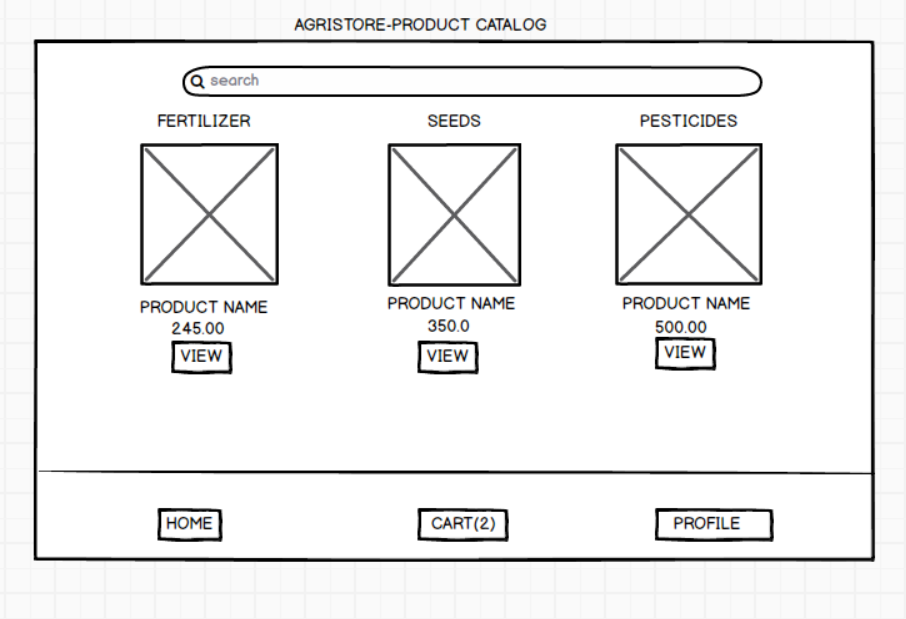 AGRISTORE-PRODUCT CATALOG
search
FERTILIZER SEEDS PESTICIDES
PRODUCT NAME PRODUCT NAME PRODUCT NAME
245.00 350.0 500.00
VIEW VIEW VIEW
HOME CART(2) PROFILE